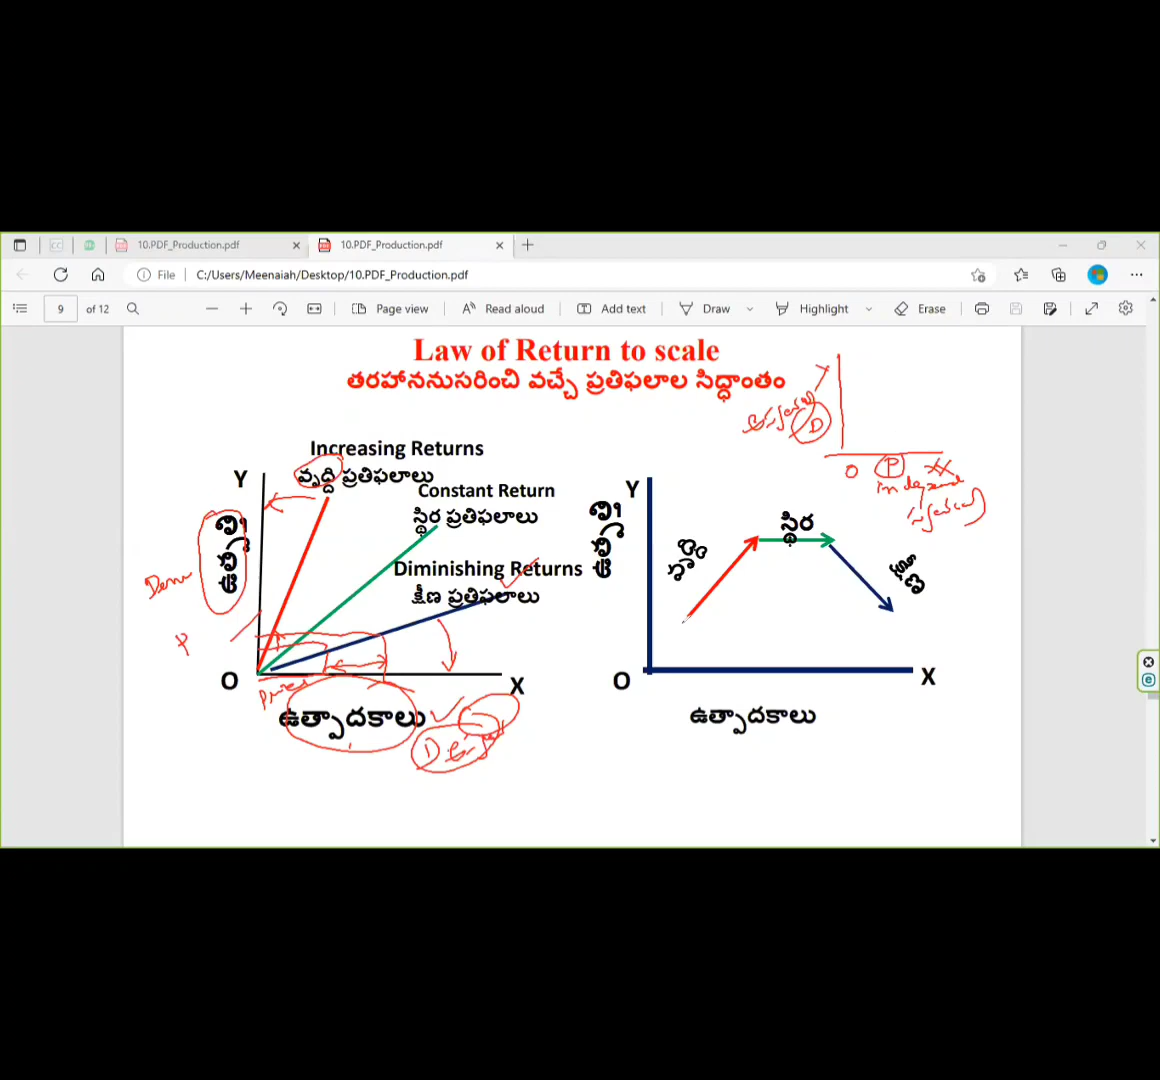 10.PDF_Production.pdf
10.PDF_Production.pdf
File
C:/Users/Meenaiah/Desktop/10.PDF_Production.pdf
9 of 12
Page view
Read aloud
Add text
Draw
Highlight
Erase
Law of Return to scale
తరహాననుసరించి వచ్చే ప్రతిఫలాల సిద్ధాంతం
Increasing Returns
వృద్ది ప్రతిఫలాలు
Constant Return
స్థిర ప్రతిఫలాలు
Diminishing Returns
క్షీణ ప్రతిఫలాలు
Y
ఉత్పత్తి
O
X
ఉత్పాదకాలు
D
Y
ఉత్పత్తి
వృద్ది
స్థిర
క్షీణ
O
X
ఉత్పాదకాలు
Y
D
O
P
X